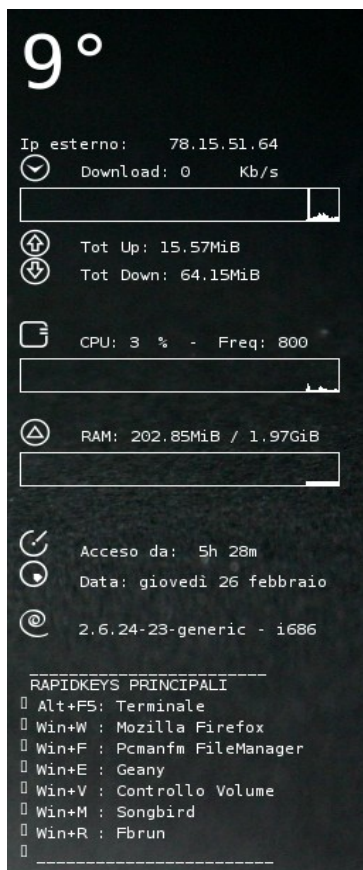 9°
Ip esterno: 78.15.51.64
Download: 0 Kb/s
Tot Up: 15.57MiB
Tot Down: 64.15MiB
CPU: 3 % - Freq: 800
RAM: 202.85MiB / 1.97GiB
Acceso da: 5h 28m
Data: giovedì 26 febbraio
2.6.24-23-generic - i686
RAPIDKEYS PRINCIPALI
Alt+F5: Terminale
Win+W : Mozilla Firefox
Win+F : Pcmanfm FileManager
Win+E : Geany
Win+V : Controllo Volume
Win+M : Songbird
Win+R : Fbrun